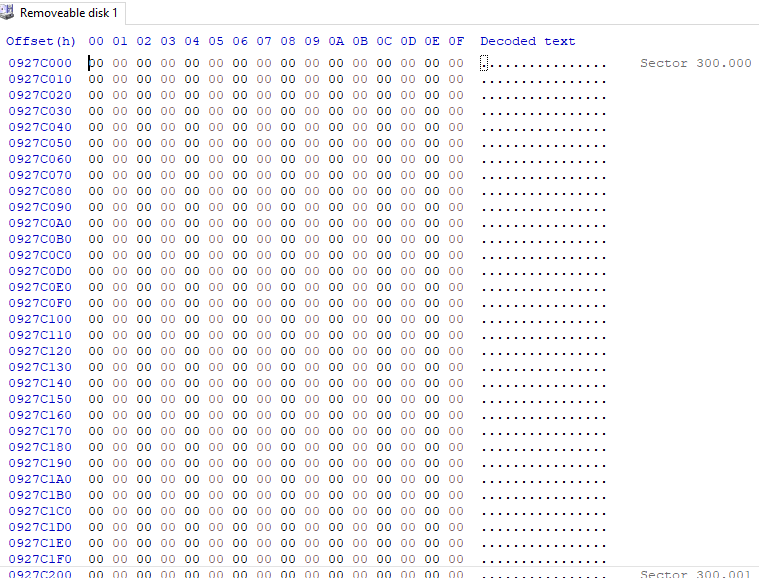 Removeable disk 1
Offset(h) 00 01 02 03 04 05 06 07 08 09 0A 0B 0C 0D 0E 0F Decoded text
0927C000 00 00 00 00 00 00 00 00 00 00 00 00 00 00 00 00 ................ Sector 300.000
0927C010 00 00 00 00 00 00 00 00 00 00 00 00 00 00 00 00 ................
0927C020 00 00 00 00 00 00 00 00 00 00 00 00 00 00 00 00 ................
0927C030 00 00 00 00 00 00 00 00 00 00 00 00 00 00 00 00 ................
0927C040 00 00 00 00 00 00 00 00 00 00 00 00 00 00 00 00 ................
0927C050 00 00 00 00 00 00 00 00 00 00 00 00 00 00 00 00 ................
0927C060 00 00 00 00 00 00 00 00 00 00 00 00 00 00 00 00 ................
0927C070 00 00 00 00 00 00 00 00 00 00 00 00 00 00 00 00 ................
0927C080 00 00 00 00 00 00 00 00 00 00 00 00 00 00 00 00 ................
0927C090 00 00 00 00 00 00 00 00 00 00 00 00 00 00 00 00 ................
0927C0A0 00 00 00 00 00 00 00 00 00 00 00 00 00 00 00 00 ................
0927C0B0 00 00 00 00 00 00 00 00 00 00 00 00 00 00 00 00 ................
0927C0C0 00 00 00 00 00 00 00 00 00 00 00 00 00 00 00 00 ................
0927C0D0 00 00 00 00 00 00 00 00 00 00 00 00 00 00 00 00 ................
0927C0E0 00 00 00 00 00 00 00 00 00 00 00 00 00 00 00 00 ................
0927C0F0 00 00 00 00 00 00 00 00 00 00 00 00 00 00 00 00 ................
0927C100 00 00 00 00 00 00 00 00 00 00 00 00 00 00 00 00 ................
0927C110 00 00 00 00 00 00 00 00 00 00 00 00 00 00 00 00 ................
0927C120 00 00 00 00 00 00 00 00 00 00 00 00 00 00 00 00 ................
0927C130 00 00 00 00 00 00 00 00 00 00 00 00 00 00 00 00 ................
0927C140 00 00 00 00 00 00 00 00 00 00 00 00 00 00 00 00 ................
0927C150 00 00 00 00 00 00 00 00 00 00 00 00 00 00 00 00 ................
0927C160 00 00 00 00 00 00 00 00 00 00 00 00 00 00 00 00 ................
0927C170 00 00 00 00 00 00 00 00 00 00 00 00 00 00 00 00 ................
0927C180 00 00 00 00 00 00 00 00 00 00 00 00 00 00 00 00 ................
0927C190 00 00 00 00 00 00 00 00 00 00 00 00 00 00 00 00 ................
0927C1A0 00 00 00 00 00 00 00 00 00 00 00 00 00 00 00 00 ................
0927C1B0 00 00 00 00 00 00 00 00 00 00 00 00 00 00 00 00 ................
0927C1C0 00 00 00 00 00 00 00 00 00 00 00 00 00 00 00 00 ................
0927C1D0 00 00 00 00 00 00 00 00 00 00 00 00 00 00 00 00 ................
0927C1E0 00 00 00 00 00 00 00 00 00 00 00 00 00 00 00 00 ................
0927C1F0 00 00 00 00 00 00 00 00 00 00 00 00 00 00 00 00 ................
0927C200 00 00 00 00 00 00 00 00 00 00 00 00 00 00 00 00 ................ Sector 300.001